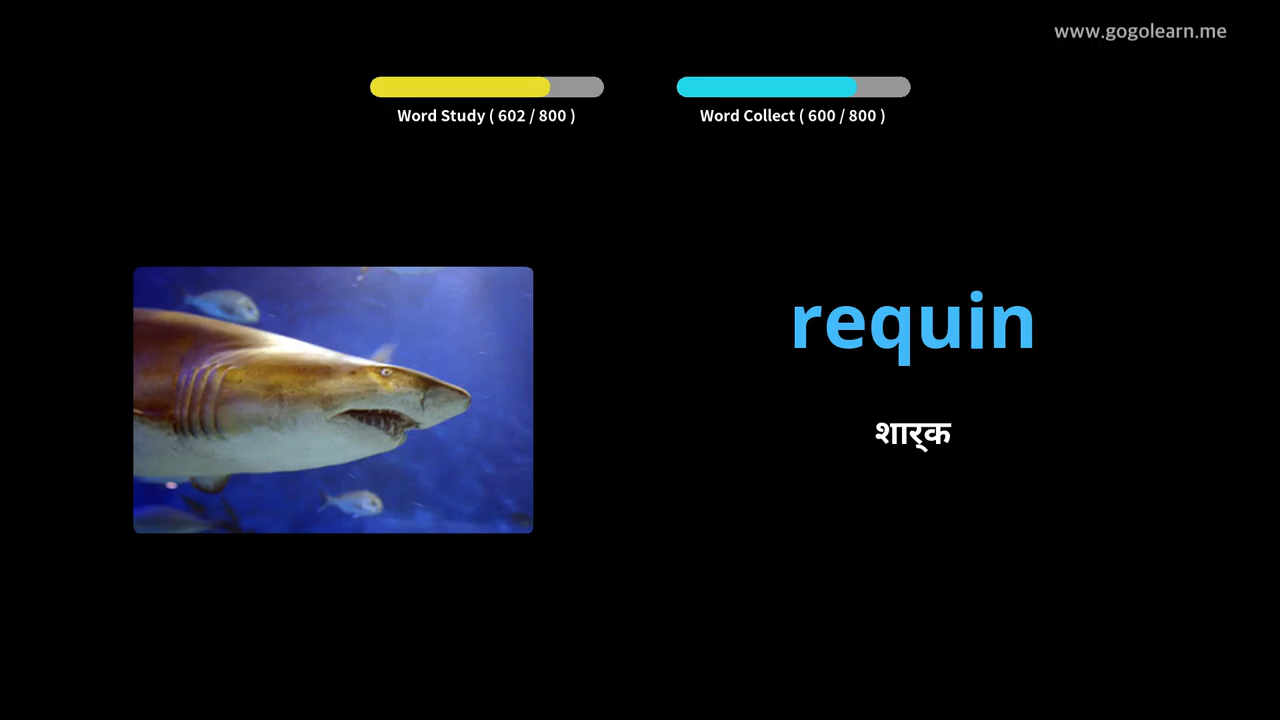 www.gogolearn.me
Word Study ( 602 / 800 )
Word Collect ( 600 / 800 )
requin
शार्क